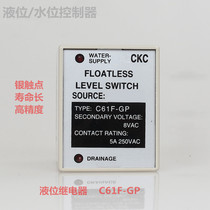 液位/水位控制器
WATER-
SUPPLY
CKC
FLOATLESS
LEVEL SWITCH
SOURCE:
TYPE: C61F-GP
SECONDARY VOLTAGE:
8VAC
CONTACT RATING:
5A 250VAC
DRAINAGE
银触点
寿命长
高精度
液位继电器 C61F-GP